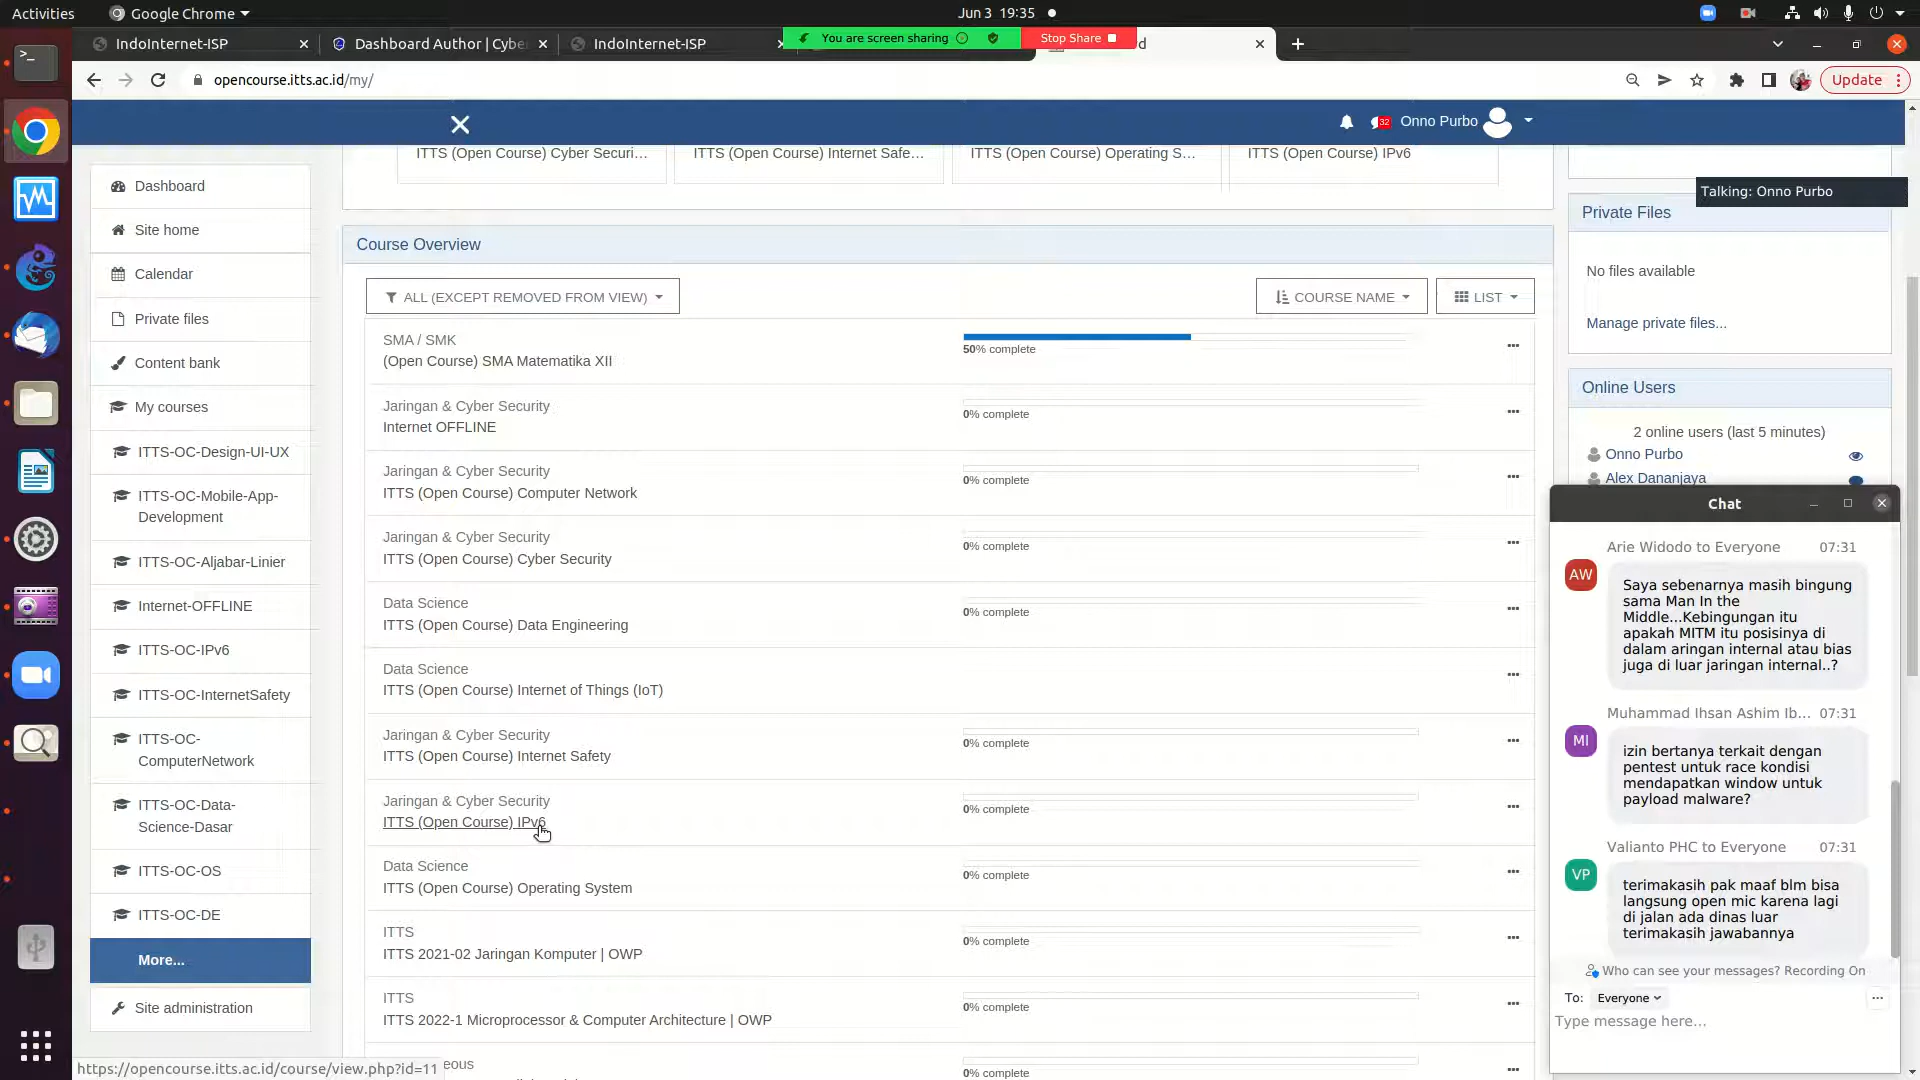 Activities
Google Chrome
Jun 3 19:35
IndoInternet-ISP
Dashboard Author | Cybe
IndoInternet-ISP
You are screen sharing
Stop Share
d
opencourse.itts.ac.id/my/
Update
32
Onno Purbo
Talking: Onno Purbo
Dashboard
Site home
Calendar
Private files
Content bank
My courses
ITTS-OC-Design-UI-UX
ITTS-OC-Mobile-App-
Development
ITTS-OC-Aljabar-Linier
Internet-OFFLINE
ITTS-OC-IPv6
ITTS-OC-InternetSafety
ITTS-OC-
ComputerNetwork
ITTS-OC-Data-
Science-Dasar
ITTS-OC-OS
ITTS-OC-DE
More...
Site administration
ITTS (Open Course) Cyber Securi...
ITTS (Open Course) Internet Safe...
ITTS (Open Course) Operating S...
ITTS (Open Course) IPv6
Course Overview
ALL (EXCEPT REMOVED FROM VIEW)
COURSE NAME
LIST
SMA / SMK
(Open Course) SMA Matematika XII
50% complete
Jaringan & Cyber Security
Internet OFFLINE
0% complete
Jaringan & Cyber Security
ITTS (Open Course) Computer Network
0% complete
Jaringan & Cyber Security
ITTS (Open Course) Cyber Security
0% complete
Data Science
ITTS (Open Course) Data Engineering
0% complete
Data Science
ITTS (Open Course) Internet of Things (IoT)
Jaringan & Cyber Security
ITTS (Open Course) Internet Safety
0% complete
Jaringan & Cyber Security
ITTS (Open Course) IPv6
0% complete
Data Science
ITTS (Open Course) Operating System
0% complete
ITTS
ITTS 2021-02 Jaringan Komputer | OWP
0% complete
ITTS
ITTS 2022-1 Microprocessor & Computer Architecture | OWP
0% complete
eous
0% complete
https://opencourse.itts.ac.id/course/view.php?id=11
Private Files
No files available
Manage private files...
Online Users
2 online users (last 5 minutes)
Onno Purbo
Alex Dananjaya
Chat
Arie Widodo to Everyone 07:31
AW
Saya sebenarnya masih bingung
sama Man In the
Middle...Kebingungan itu
apakah MITM itu posisinya di
dalam aringan internal atau bias
juga di luar jaringan internal..?
Muhammad Ihsan Ashim Ib... 07:31
MI
izin bertanya terkait dengan
pentest untuk race kondisi
mendapatkan window untuk
payload malware?
Valianto PHC to Everyone 07:31
VP
terimakasih pak maaf blm bisa
langsung open mic karena lagi
di jalan ada dinas luar
terimakasih jawabannya
Who can see your messages? Recording On
To: Everyone
Type message here...